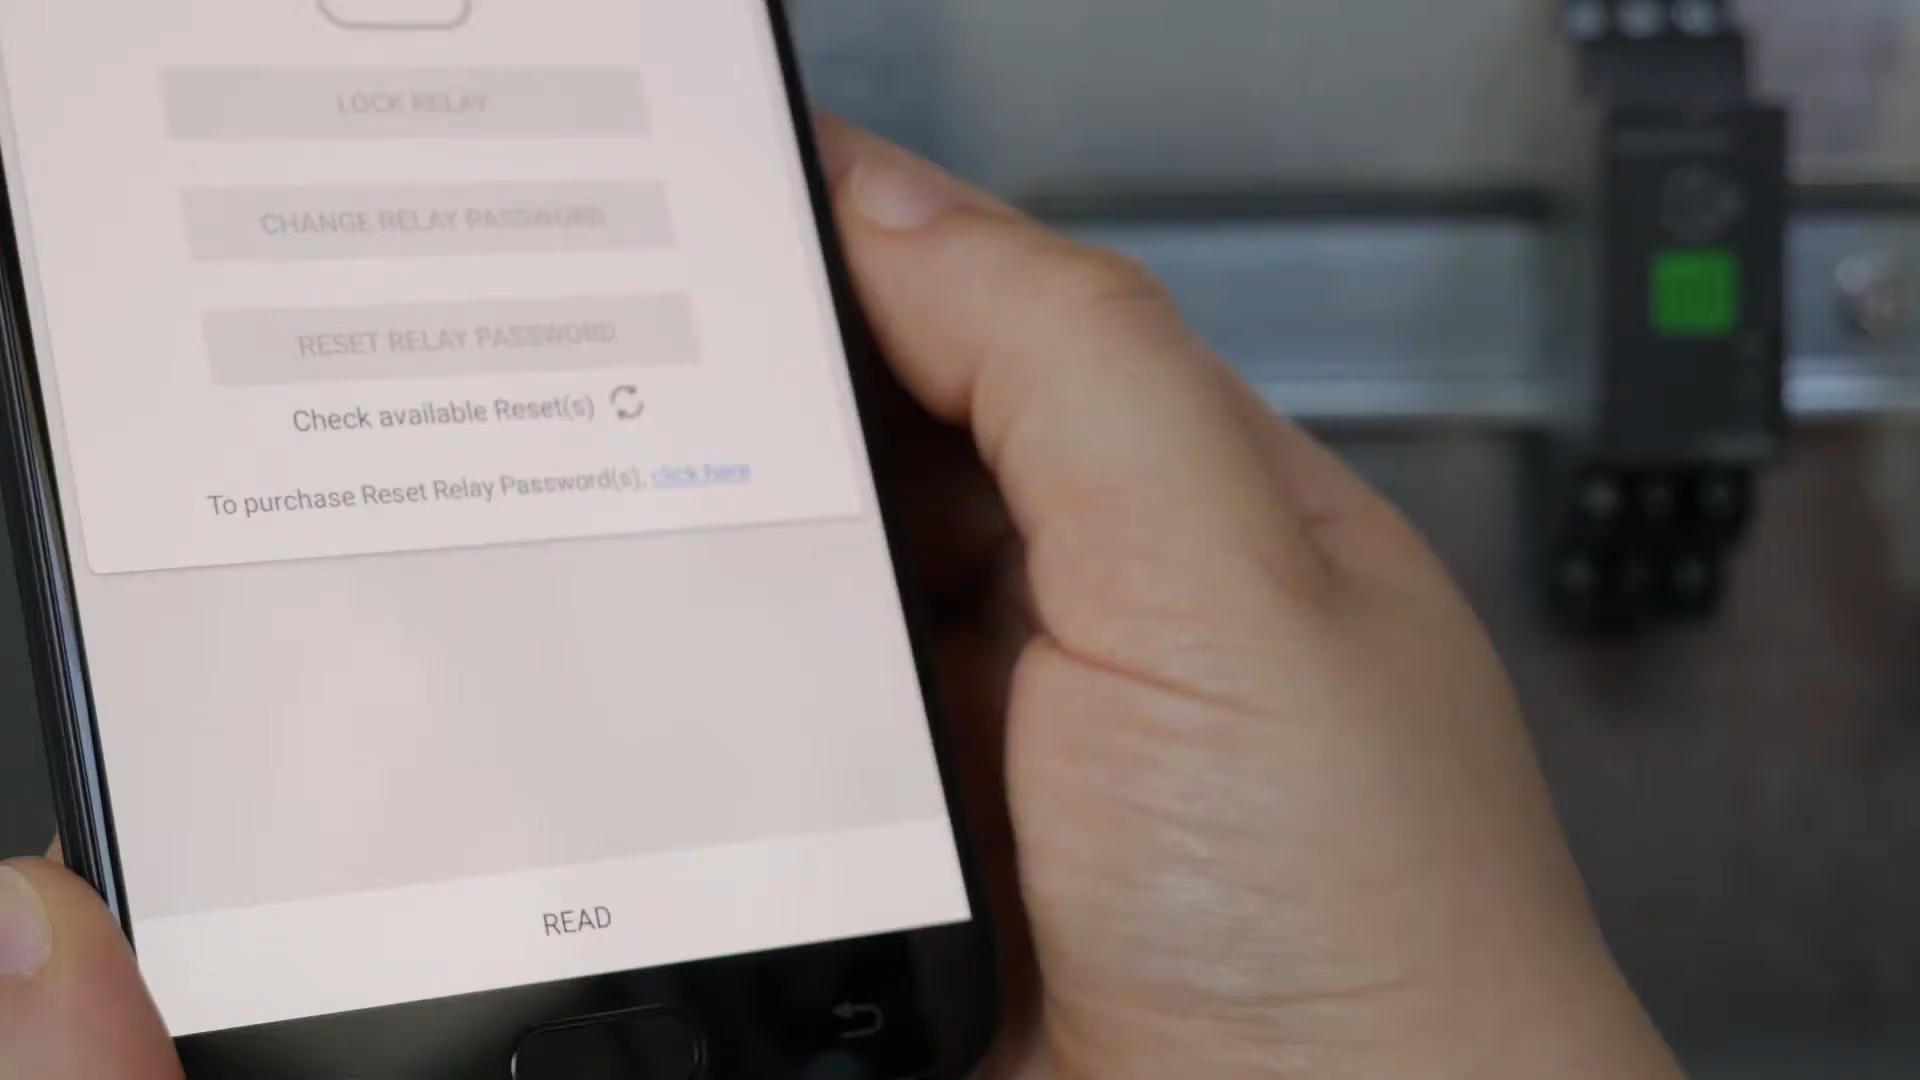 LOCK RELAY
CHANGE RELAY PASSWORD
RESET RELAY PASSWORD
Check available Reset(s)
To purchase Reset Relay Password(s), click here
READ